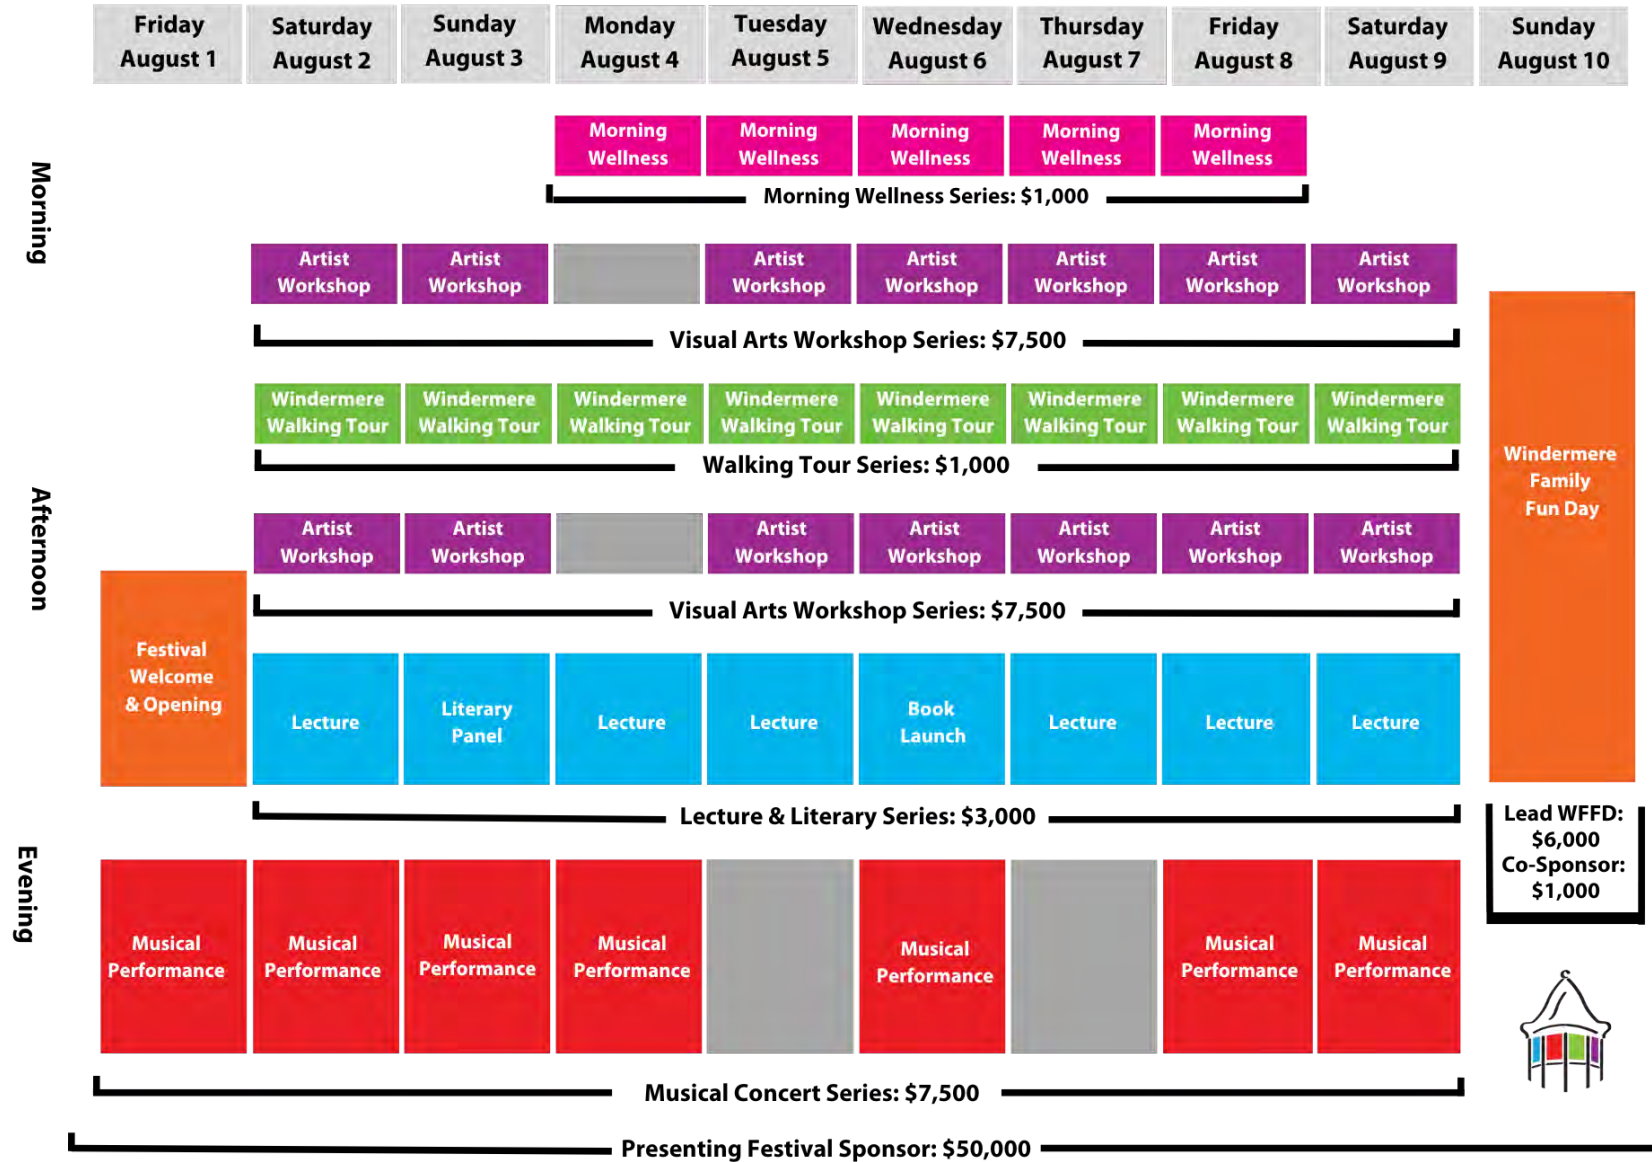 Friday
August 1
Saturday
August 2
Sunday
August 3
Monday
August 4
Tuesday
August 5
Wednesday
August 6
Thursday
August 7
Friday
August 8
Saturday
August 9
Sunday
August 10
Morning
Morning
Wellness
Morning
Wellness
Morning
Wellness
Morning
Wellness
Morning
Wellness
Morning Wellness Series: $1,000
Artist
Workshop
Artist
Workshop
Artist
Workshop
Artist
Workshop
Artist
Workshop
Artist
Workshop
Artist
Workshop
Visual Arts Workshop Series: $7,500
Windermere
Walking Tour
Windermere
Walking Tour
Windermere
Walking Tour
Windermere
Walking Tour
Windermere
Walking Tour
Windermere
Walking Tour
Windermere
Walking Tour
Windermere
Walking Tour
Walking Tour Series: $1,000
Afternoon
Artist
Workshop
Artist
Workshop
Artist
Workshop
Artist
Workshop
Artist
Workshop
Artist
Workshop
Artist
Workshop
Visual Arts Workshop Series: $7,500
Windermere
Family
Fun Day
Festival
Welcome
& Opening
Lecture
Literary
Panel
Lecture
Lecture
Book
Launch
Lecture
Lecture
Lecture
Lecture & Literary Series: $3,000
Lead WFFD:
$6,000
Co-Sponsor:
$1,000
Evening
Musical
Performance
Musical
Performance
Musical
Performance
Musical
Performance
Musical
Performance
Musical
Performance
Musical
Performance
Musical Concert Series: $7,500
Presenting Festival Sponsor: $50,000